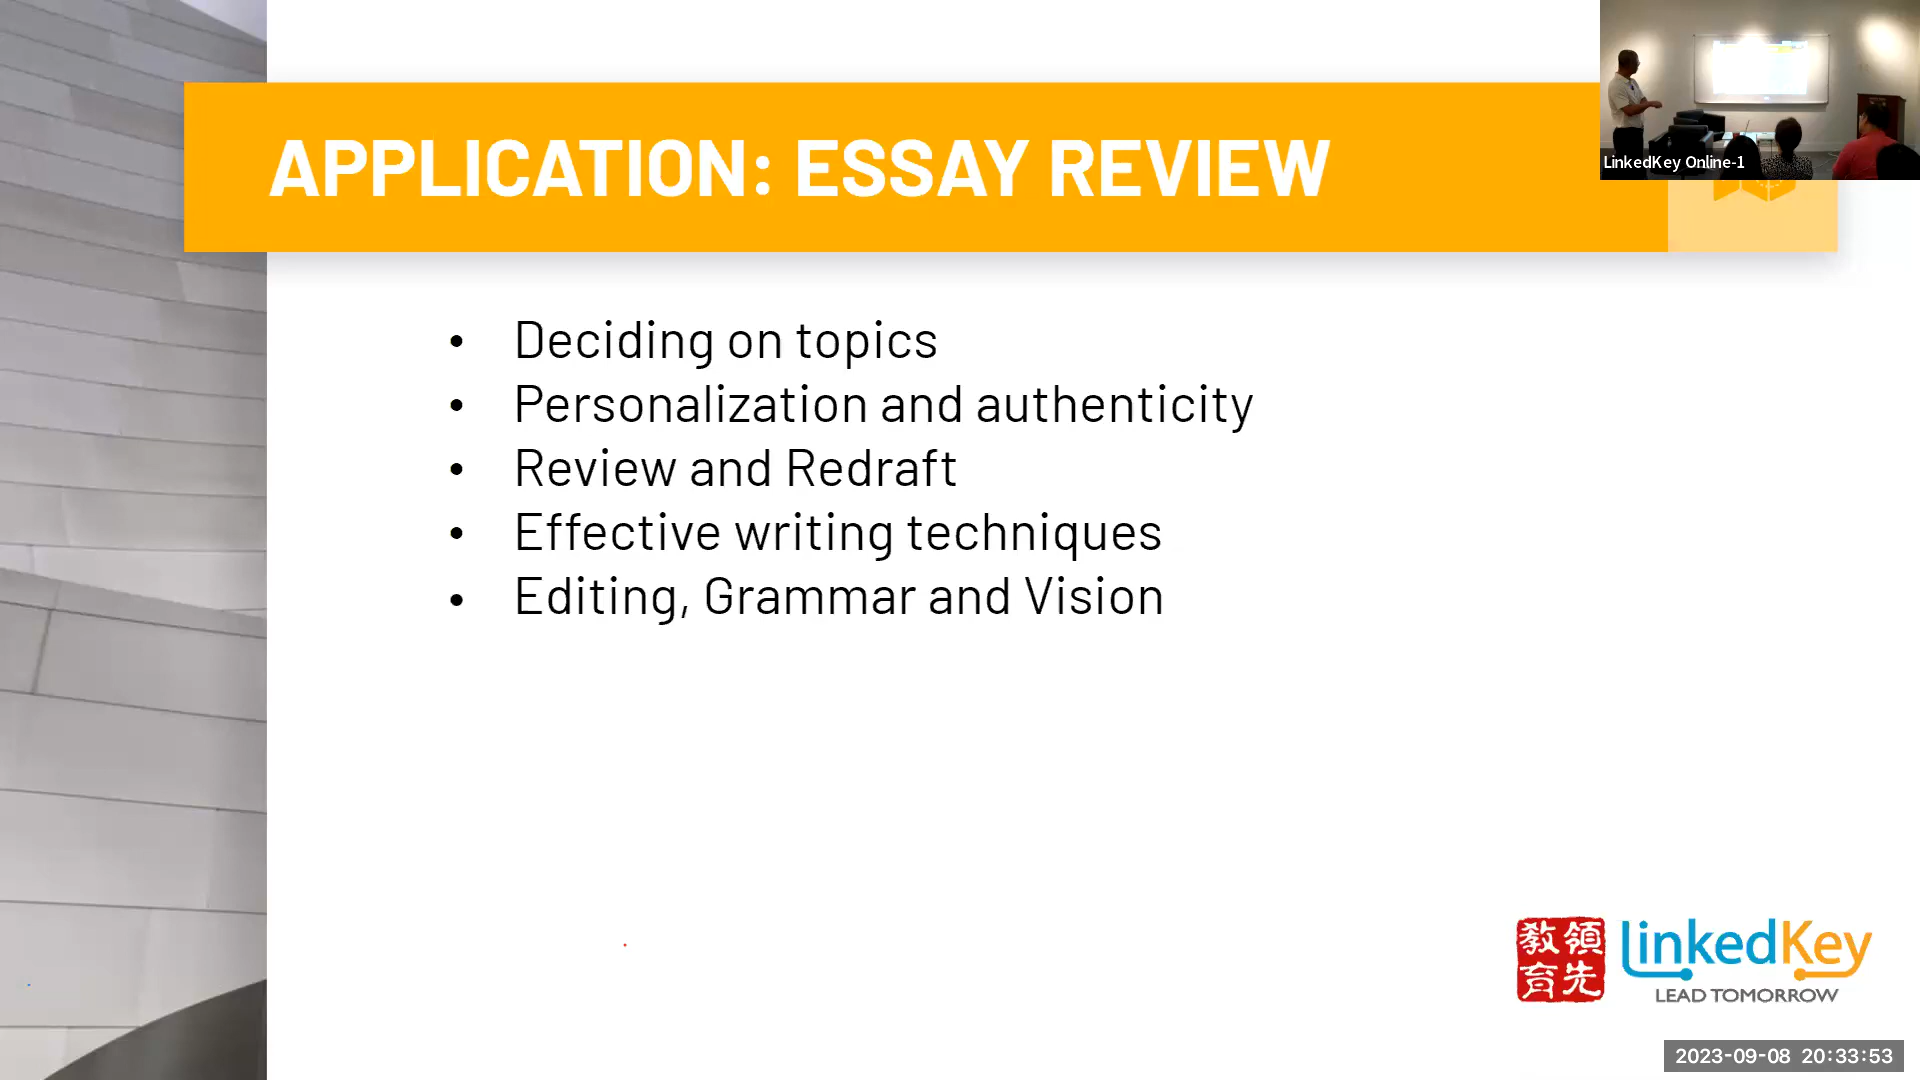 APPLICATION: ESSAY REVIEW
LinkedKey Online-1
• Deciding on topics
• Personalization and authenticity
• Review and Redraft
• Effective writing techniques
• Editing, Grammar and Vision
領先教育
LinkedKey
LEAD TOMORROW
2023-09-08 20:33:53